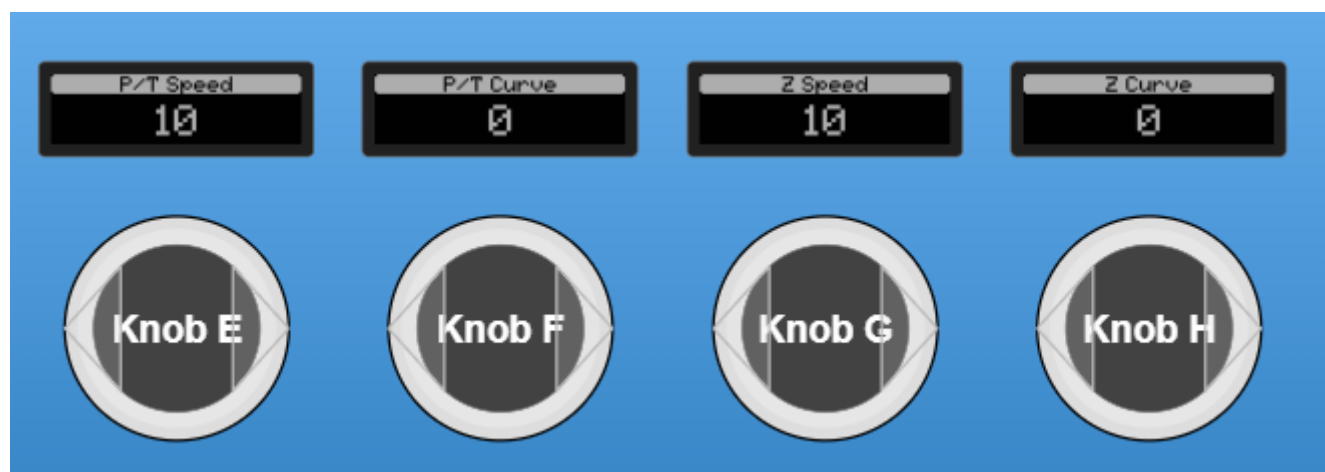 P/T Speed P/T Curve Z Speed Z Curve
10 0 10 0
Knob E Knob F Knob G Knob H